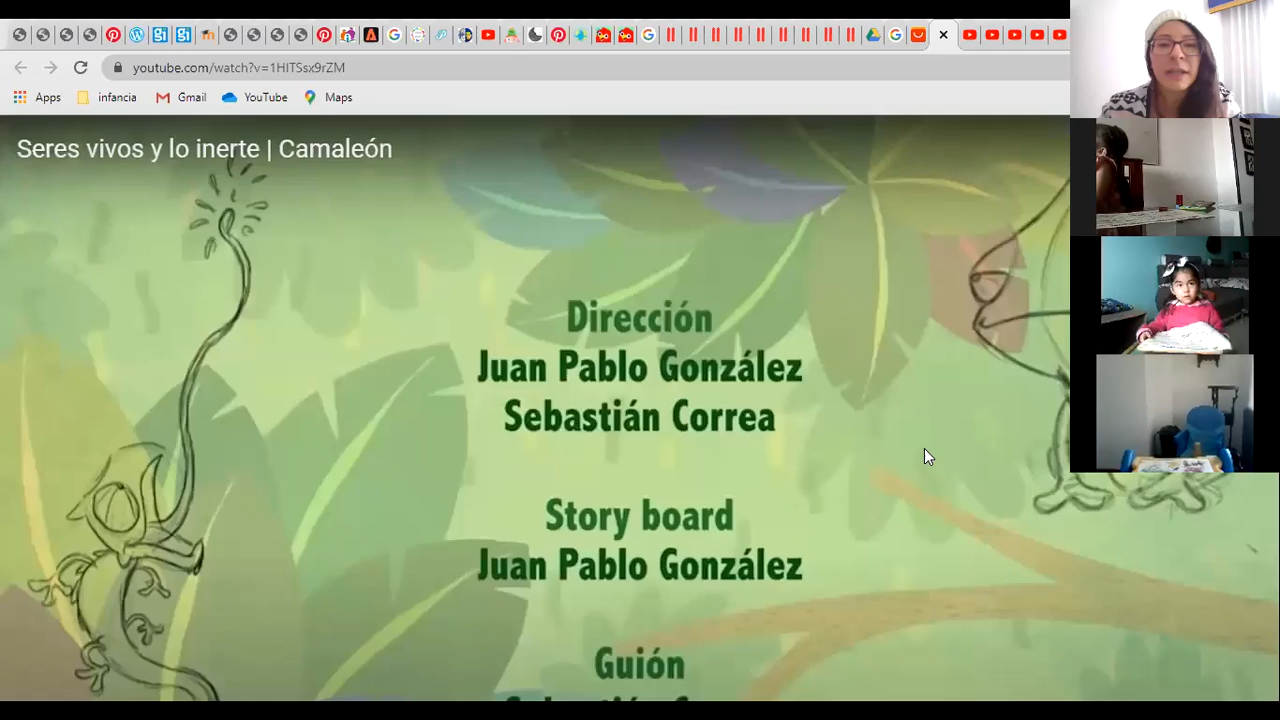 youtube.com/watch?v=1HITSsx9rZM
Apps infancia Gmail YouTube Maps
Seres vivos y lo inerte | Camaleón
Dirección
Juan Pablo González
Sebastián Correa
Story board
Juan Pablo González
Guión